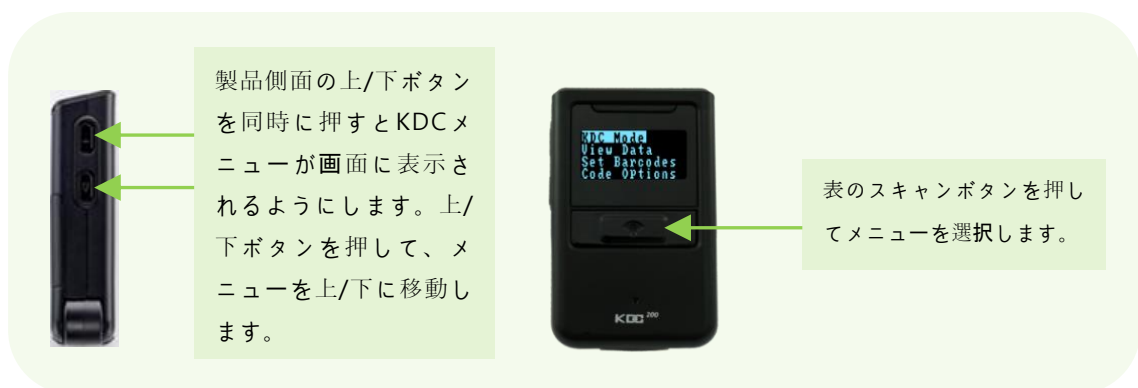 製品側面の上/下ボタン
を同時に押すとKDCメ
ニューが画面に表示さ
れるようにします。上/
下ボタンを押して、メ
ニューを上/下に移動し
ます。
KDC Mode
View Data
Set Barcodes
Code OPtions
KDC 200
表のスキャンボタンを押し
てメニューを選択します。